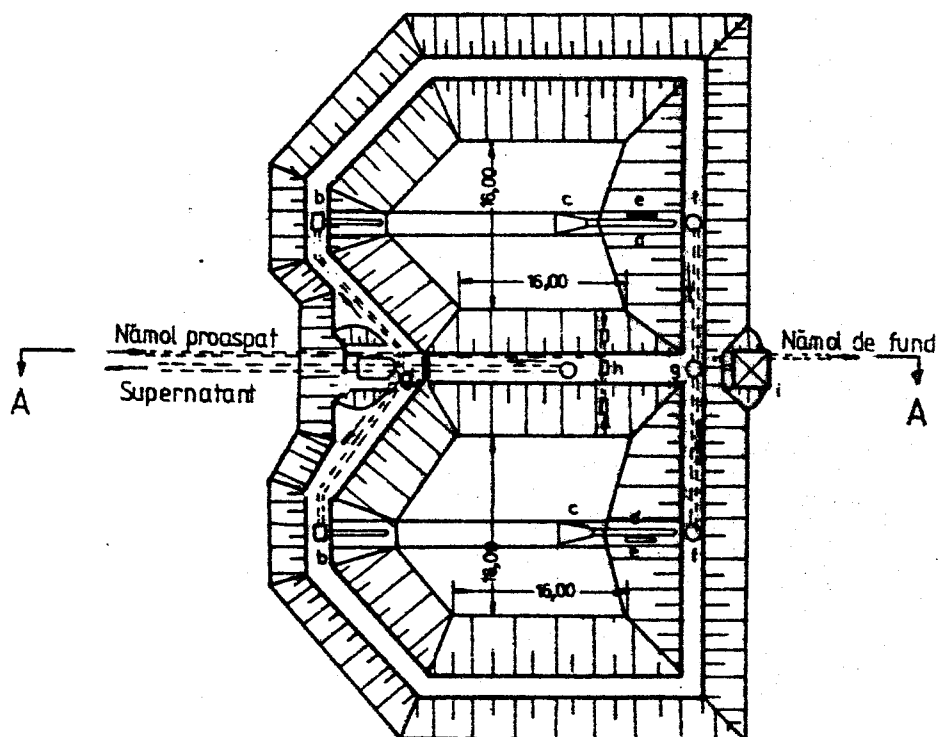 b
c
e
f
d
16,00
16,00
Nămol proaspat
Nămol de fund
h
g
A
Supernatant
a
i
A
c
d
e
b
f
16,00
16,00